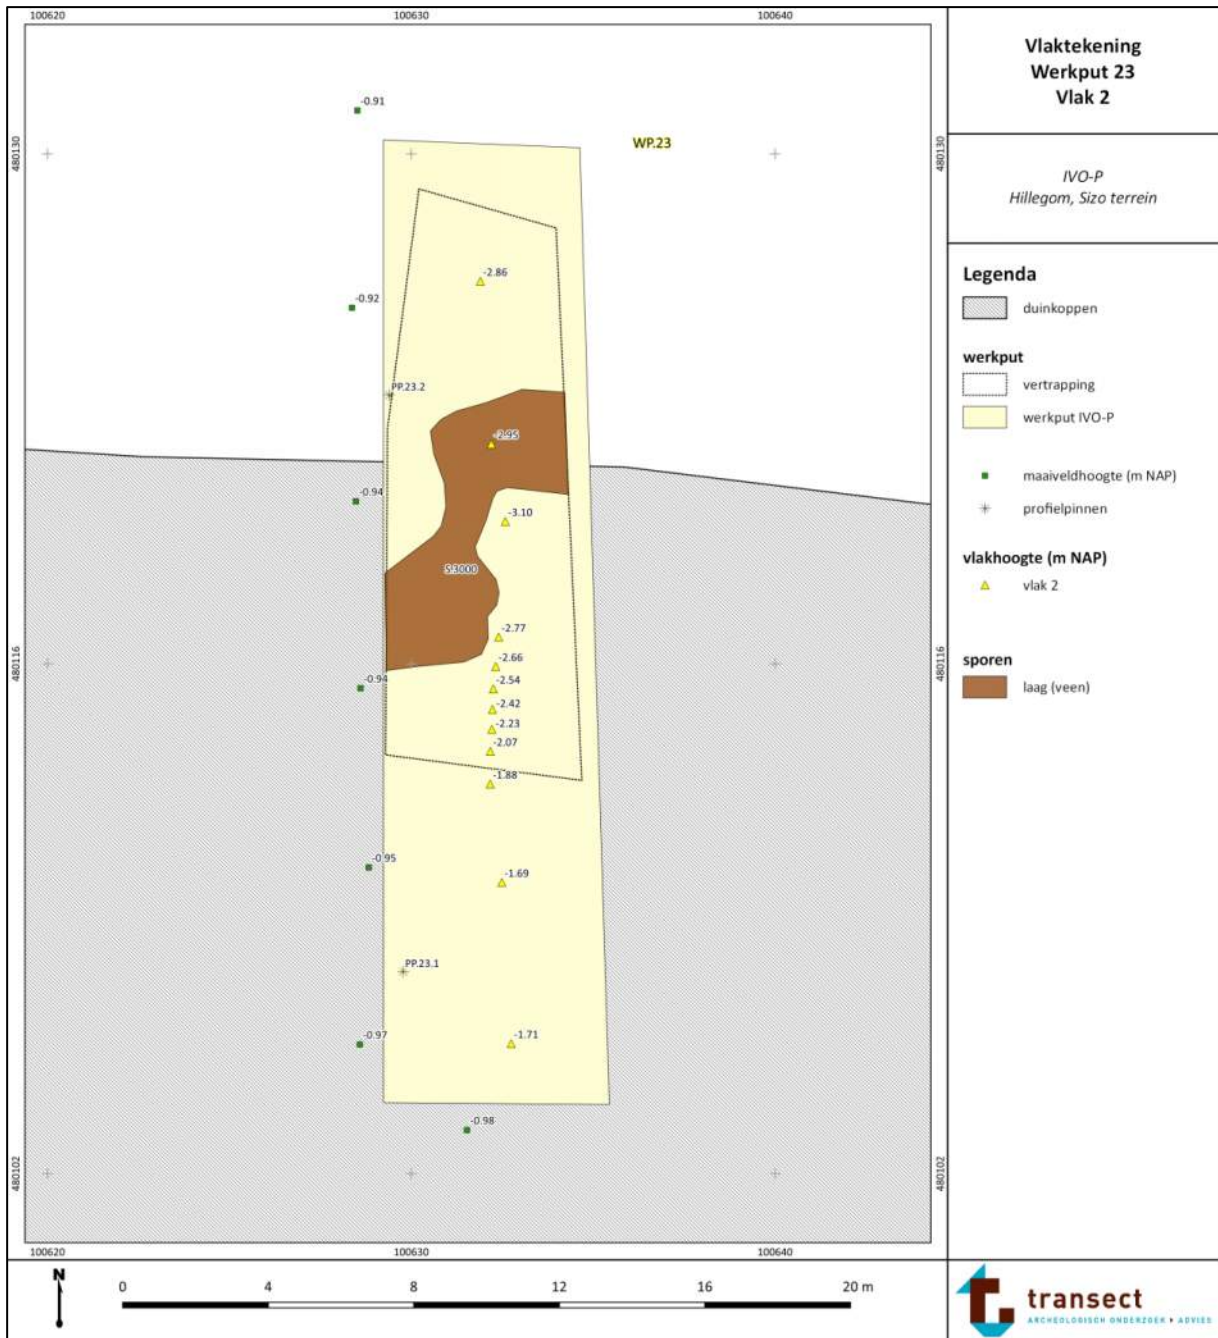 100620 100630 100640
Vlaktekening
Werkput 23
Vlak 2
IVO-P
Hillegom, Sizo terrein
Legenda
duinkoppen
werkput
vertrapping
werkput IVO-P
maaiveldhoogte (m NAP)
profielpinnen
vlakhoogte (m NAP)
vlak 2
sporen
laag (veen)
-0.91
480130 480130
WP.23
-2.86
-0.92
PP.23.2
-2.95
-0.94
-3.10
S.3000
-2.77
480116 480116
-2.66
-0.94
-2.54
-2.42
-2.23
-2.07
-1.88
-0.95
-1.69
PP.23.1
-0.97
-1.71
-0.98
480102 480102
100620 100630 100640
N
0 4 8 12 16 20 m
transect
ARCHEOLOGISCH ONDERZOEK ADVIES